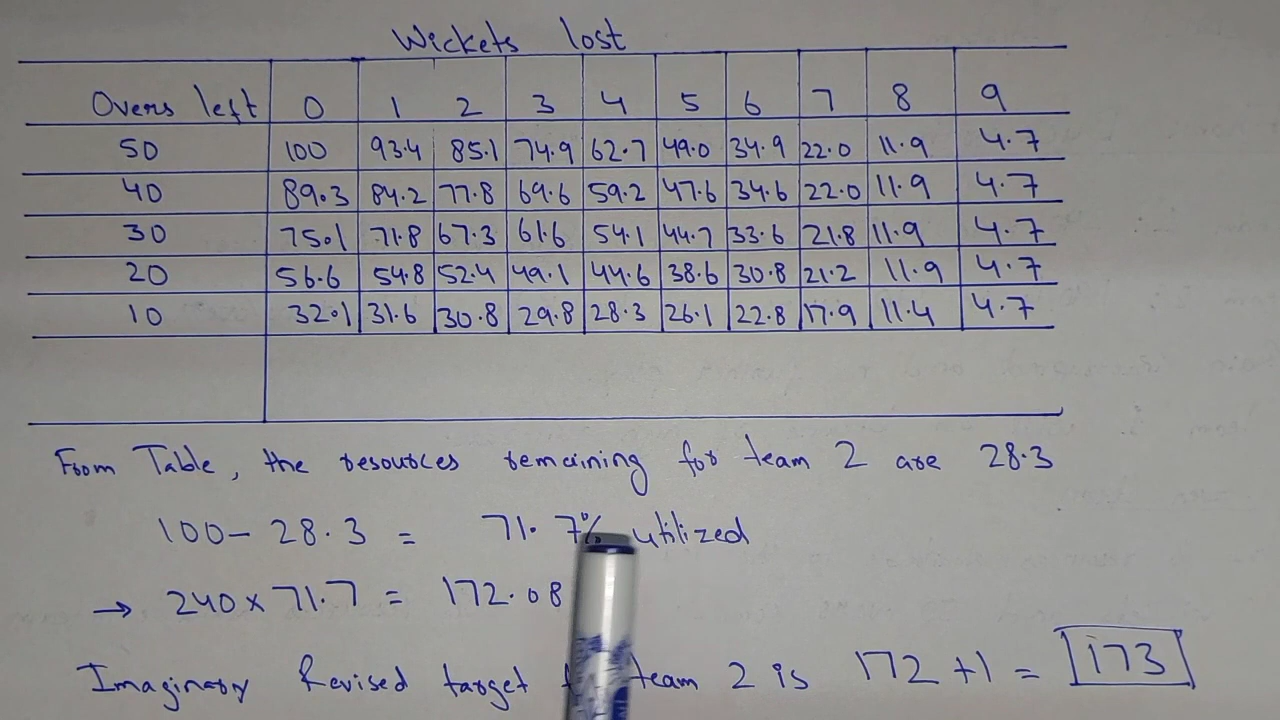 Wickets lost
Overs left 0 1 2 3 4 5 6 7 8 9
50 100 93.4 85.1 74.9 62.7 49.0 34.9 22.0 11.9 4.7
40 89.3 84.2 77.8 69.6 59.2 47.6 34.6 22.0 11.9 4.7
30 75.1 71.8 67.3 61.6 54.1 44.7 33.6 21.8 11.9 4.7
20 56.6 54.8 52.4 49.1 44.6 38.6 30.8 21.2 11.9 4.7
10 32.1 31.6 30.8 29.8 28.3 26.1 22.8 17.9 11.4 4.7
From Table, the resources remaining for team 2 are 28.3
100 - 28.3 = 71.7% utilized
→ 240 x 71.7 = 172.08
Imaginary Revised target team 2 is 172 + 1 = 173